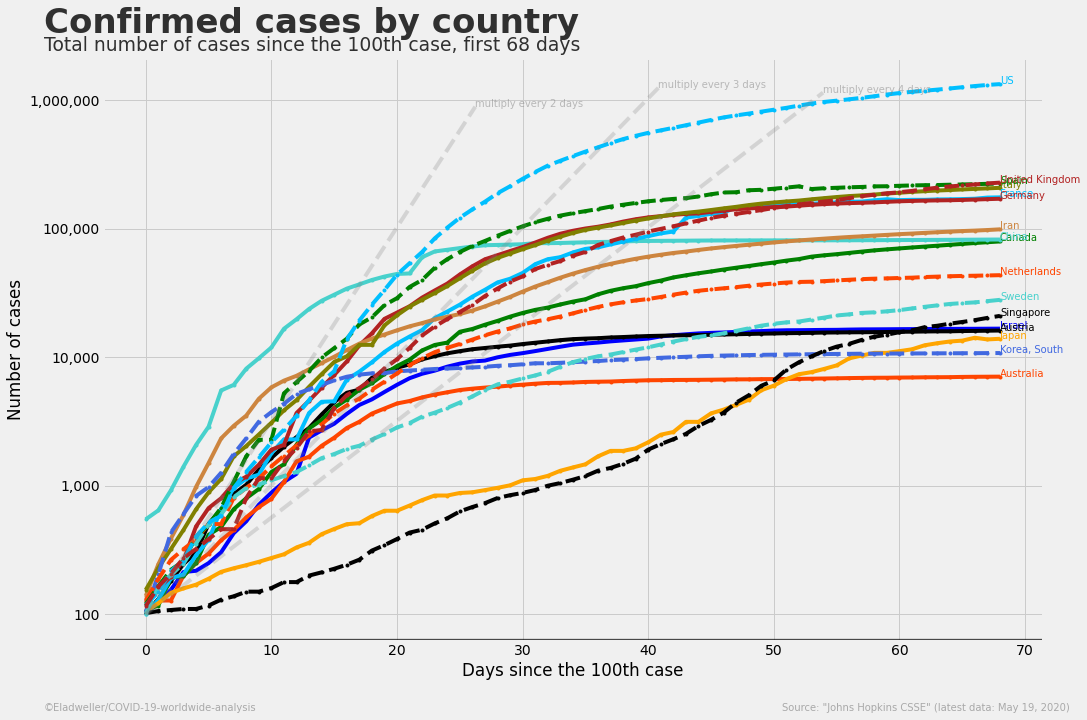 Confirmed cases by country
Total number of cases since the 100th case, first 68 days
multiply every 2 days
multiply every 3 days
multiply every 4 days
US
United Kingdom
Italy
Germany
Iran
Canada
Netherlands
Sweden
Singapore
Austria
Japan
Korea, South
Australia
1,000,000
100,000
10,000
1,000
100
Number of cases
0 10 20 30 40 50 60 70
Days since the 100th case
©Eladweller/COVID-19-worldwide-analysis
Source: "Johns Hopkins CSSE" (latest data: May 19, 2020)